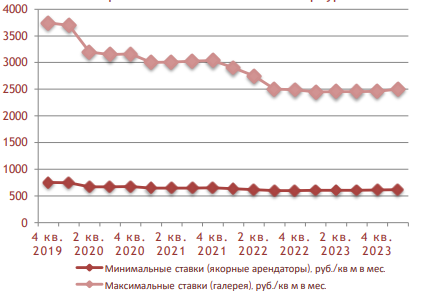 4000
3500
3000
2500
2000
1500
1000
500
0
4 кв. 2 кв. 4 кв. 2 кв. 4 кв. 2 кв. 4 кв. 2 кв. 4 кв.
2019 2020 2020 2021 2021 2022 2022 2023 2023
Минимальные ставки (якорные арендаторы), руб./кв м в мес.
Максимальные ставки (галерея), руб./кв м в мес.